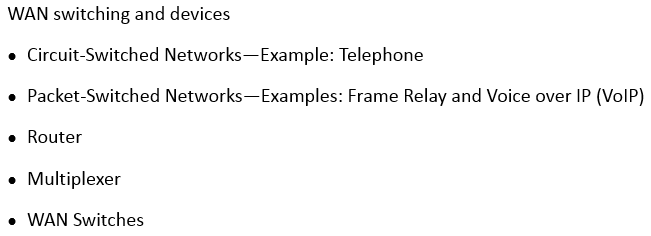 WAN switching and devices
• Circuit-Switched Networks—Example: Telephone
• Packet-Switched Networks—Examples: Frame Relay and Voice over IP (VoIP)
• Router
• Multiplexer
• WAN Switches